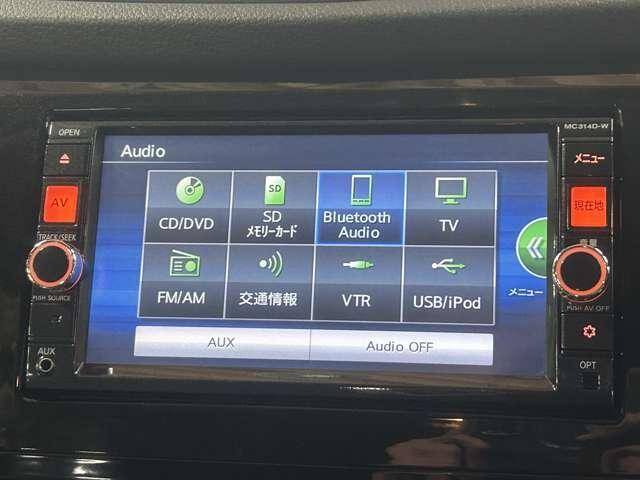 OPEN
MC314D-W
Audio
メニュー
AV
現在地
CD/DVD
SD
メモリーカード
Bluetooth
Audio
TV
TRACK/SEEK
FM/AM
交通情報
VTR
USB/iPod
メニュー
PUSH SOURCE
PUSH AV OFF
AUX
Audio OFF
AUX
OPT